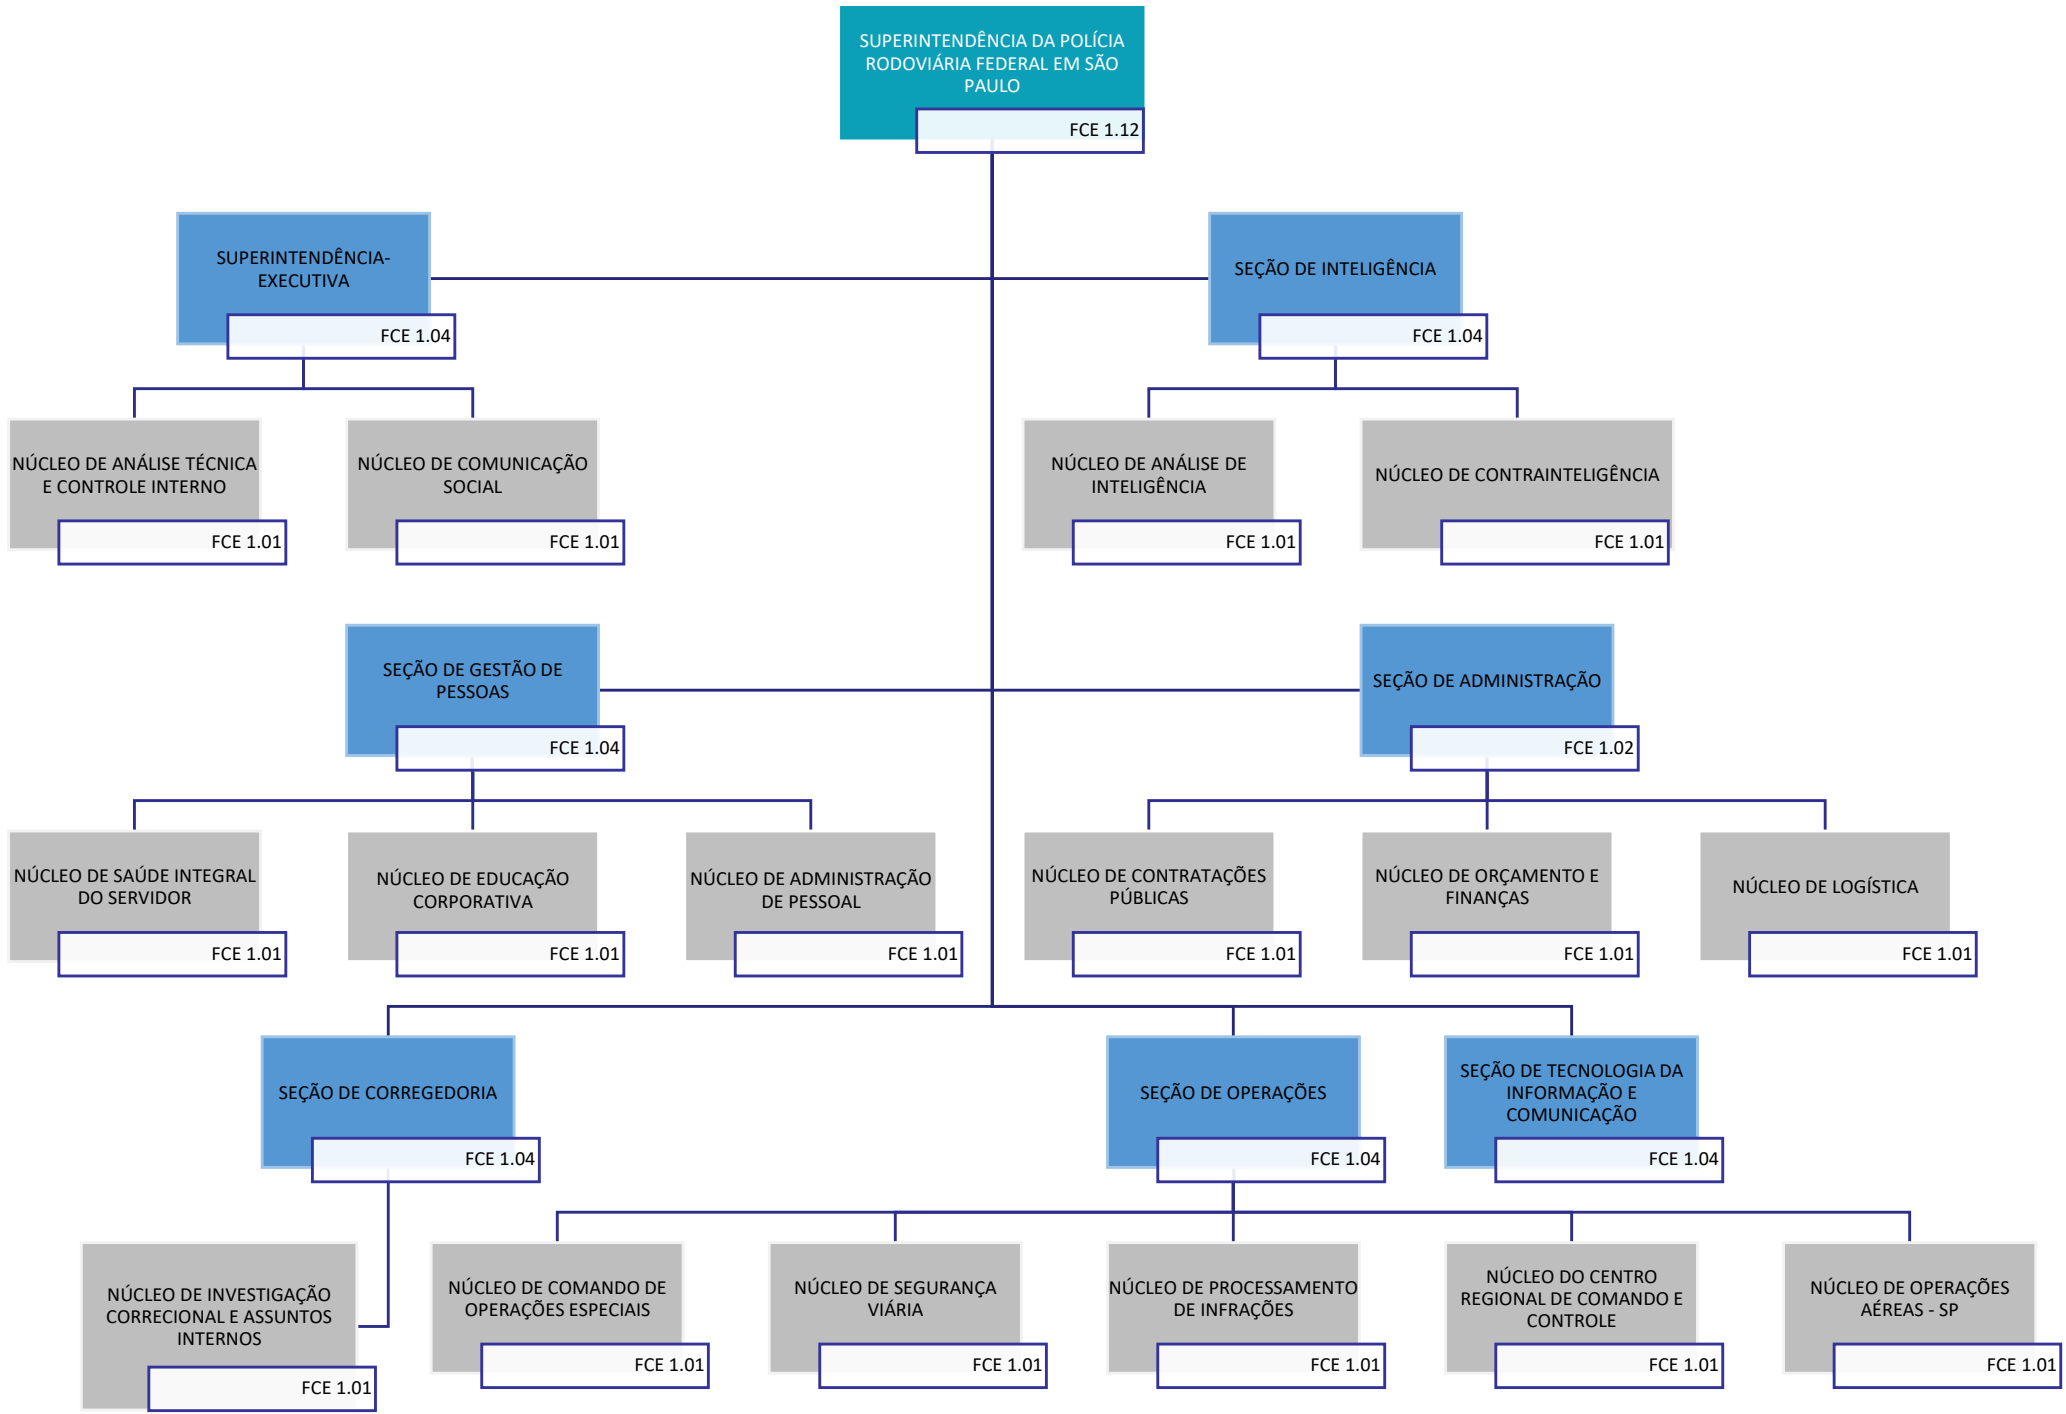 SUPERINTENDÊNCIA DA POLÍCIA
RODOVIÁRIA FEDERAL EM SÃO
PAULO
FCE 1.12
SUPERINTENDÊNCIA-
EXECUTIVA
FCE 1.04
SEÇÃO DE INTELIGÊNCIA
FCE 1.04
NÚCLEO DE ANÁLISE TÉCNICA
E CONTROLE INTERNO
FCE 1.01
NÚCLEO DE COMUNICAÇÃO
SOCIAL
FCE 1.01
NÚCLEO DE ANÁLISE DE
INTELIGÊNCIA
FCE 1.01
NÚCLEO DE CONTRAINTELIGÊNCIA
FCE 1.01
SEÇÃO DE GESTÃO DE
PESSOAS
FCE 1.04
SEÇÃO DE ADMINISTRAÇÃO
FCE 1.02
NÚCLEO DE SAÚDE INTEGRAL
DO SERVIDOR
FCE 1.01
NÚCLEO DE EDUCAÇÃO
CORPORATIVA
FCE 1.01
NÚCLEO DE ADMINISTRAÇÃO
DE PESSOAL
FCE 1.01
NÚCLEO DE CONTRATAÇÕES
PÚBLICAS
FCE 1.01
NÚCLEO DE ORÇAMENTO E
FINANÇAS
FCE 1.01
NÚCLEO DE LOGÍSTICA
FCE 1.01
SEÇÃO DE CORREGEDORIA
FCE 1.04
SEÇÃO DE OPERAÇÕES
FCE 1.04
SEÇÃO DE TECNOLOGIA DA
INFORMAÇÃO E
COMUNICAÇÃO
FCE 1.04
NÚCLEO DE INVESTIGAÇÃO
CORRECIONAL E ASSUNTOS
INTERNOS
FCE 1.01
NÚCLEO DE COMANDO DE
OPERAÇÕES ESPECIAIS
FCE 1.01
NÚCLEO DE SEGURANÇA
VIÁRIA
FCE 1.01
NÚCLEO DE PROCESSAMENTO
DE INFRAÇÕES
FCE 1.01
NÚCLEO DO CENTRO
REGIONAL DE COMANDO E
CONTROLE
FCE 1.01
NÚCLEO DE OPERAÇÕES
AÉREAS - SP
FCE 1.01